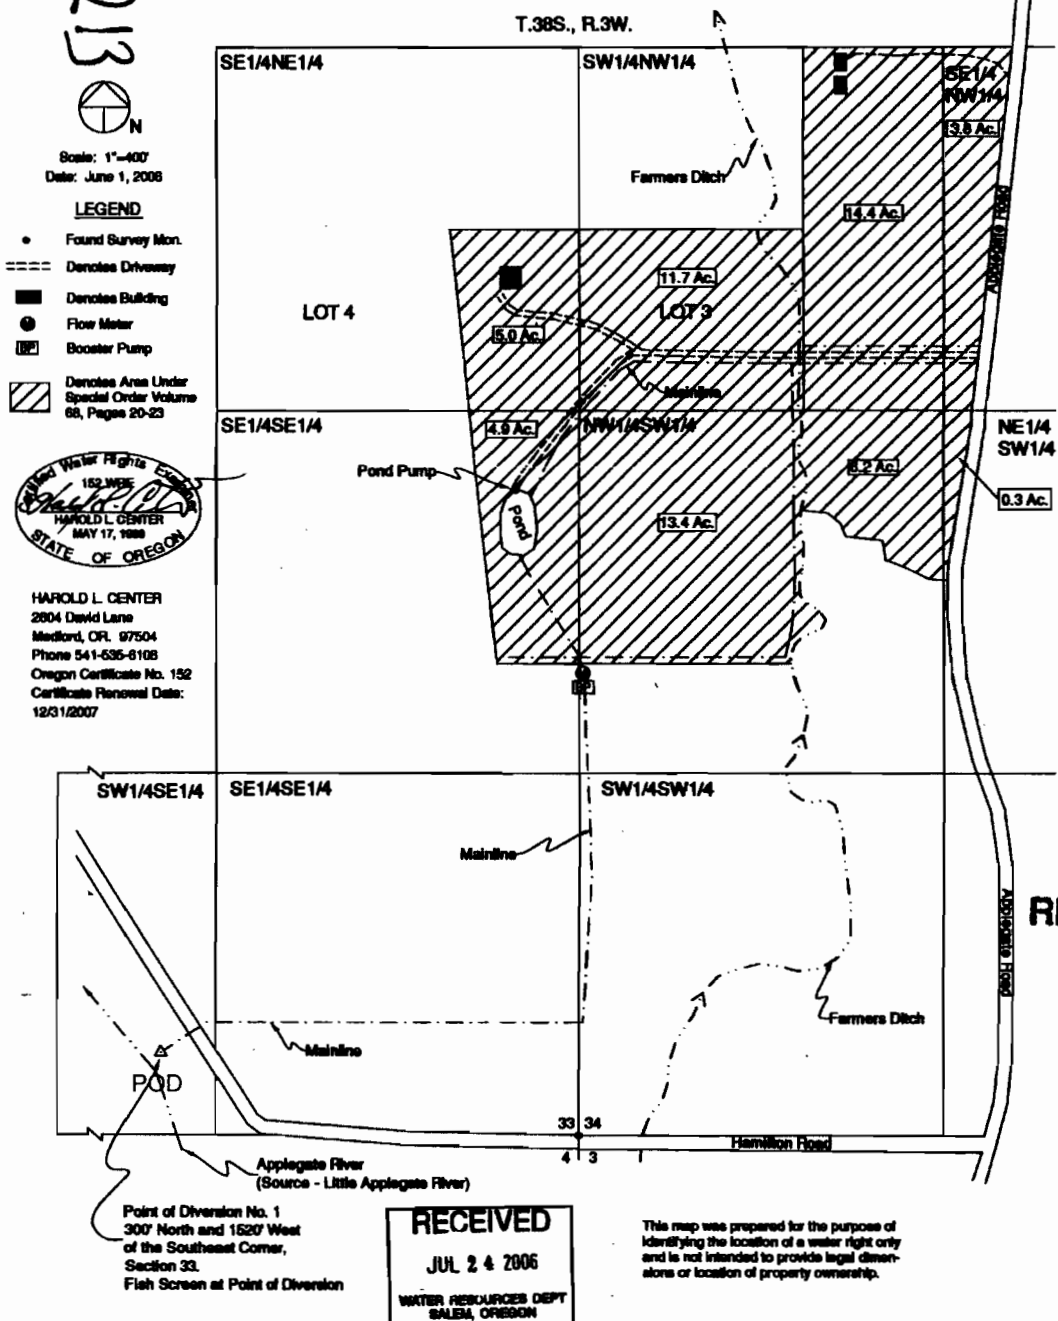 213
T.38S., R.3W.
N
Scale: 1"=400'
Date: June 1, 2006
LEGEND
Found Survey Mon.
Denotes Driveway
Denotes Building
Flow Meter
BP Booster Pump
Denotes Area Under
Special Order Volume
68, Pages 20-23
Certified Water Rights Examiner
152 WRE
HAROLD L. CENTER
MAY 17, 1989
STATE OF OREGON
HAROLD L. CENTER
2604 David Lane
Medford, OR. 97504
Phone 541-535-6108
Oregon Certificate No. 152
Certificate Renewal Date:
12/31/2007
SE1/4NE1/4
SW1/4NW1/4
SE1/4
NW1/4
3.8 Ac.
Farmers Ditch
14.4 Ac.
Applegate Road
11.7 Ac.
LOT 4
LOT 3
5.0 Ac.
Mainline
SE1/4SE1/4
4.9 Ac.
NW1/4SW1/4
NE1/4
SW1/4
Pond Pump
6.2 Ac.
0.3 Ac.
Pond
13.4 Ac.
BP
SW1/4SE1/4
SE1/4SE1/4
SW1/4SW1/4
Mainline
Applegate Road
Farmers Ditch
Mainline
POD
33 34
4 3
Hamilton Road
Applegate River
(Source - Little Applegate River)
Point of Diversion No. 1
300' North and 1520' West
of the Southeast Corner,
Section 33.
Fish Screen at Point of Diversion
RECEIVED
JUL 24 2006
WATER RESOURCES DEPT
SALEM, OREGON
This map was prepared for the purpose of
identifying the location of a water right only
and is not intended to provide legal dimen-
sions or location of property ownership.